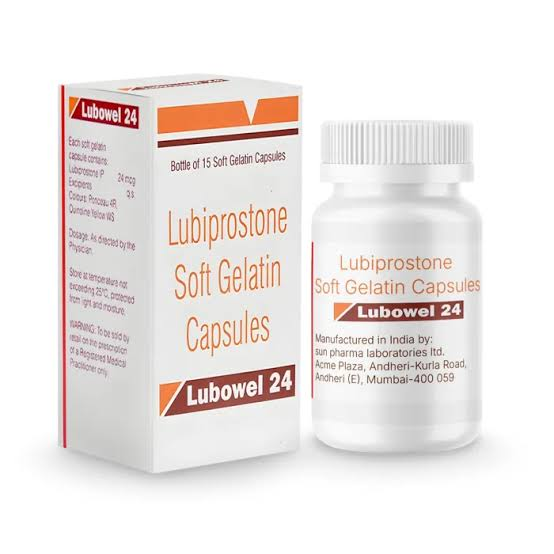 Lubowel 24
Each soft gelatin
capsule contains:
Lubiprostone IP 24 mcg
Excipients q.s.
Colours: Ponceau 4R,
Quinoline Yellow WS
Dosage: As directed by the
Physician.
Store at temperature not
exceeding 25°C, protected
from light and moisture.
WARNING: To be sold by
retail on the prescription
of a Registered Medical
Practitioner only.
Bottle of 15 Soft Gelatin Capsules
Lubiprostone
Soft Gelatin
Capsules
Lubowel 24
Lubiprostone
Soft Gelatin Capsules
Lubowel 24
Manufactured in India by:
sun pharma laboratories ltd.
Acme Plaza, Andheri-Kurla Road,
Andheri (E), Mumbai-400 059